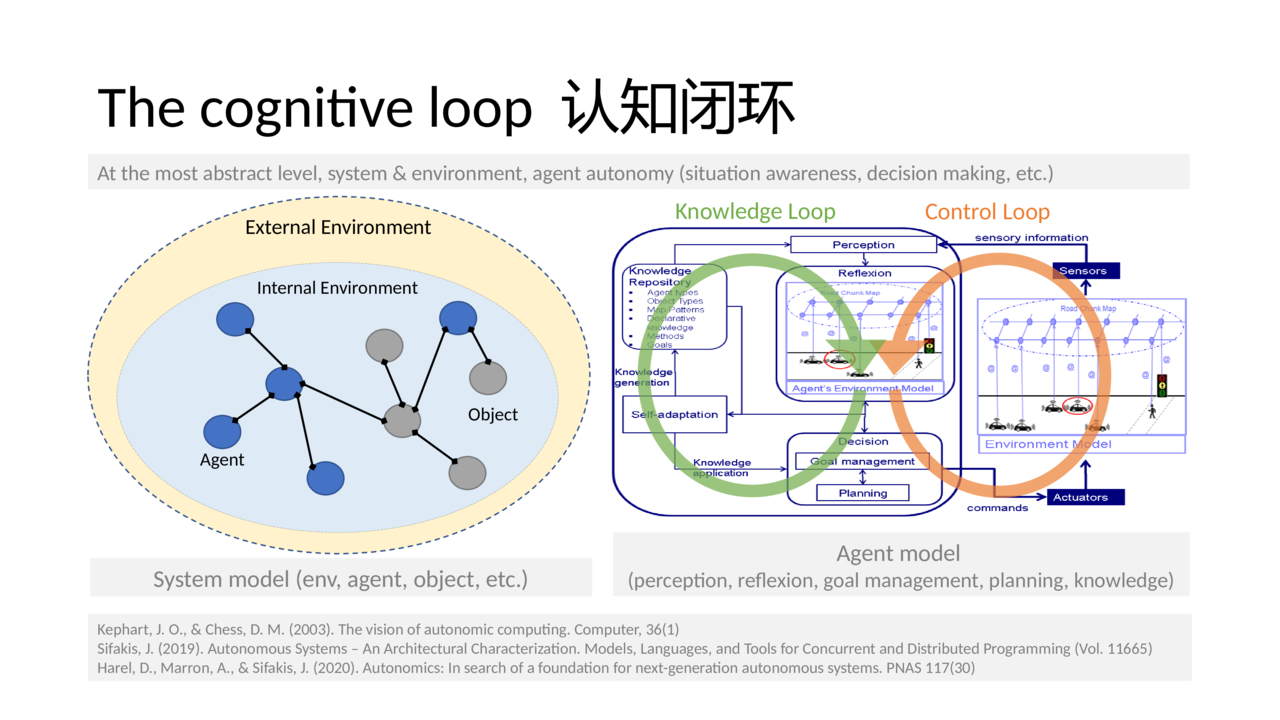 The cognitive loop 认知闭环
At the most abstract level, system & environment, agent autonomy (situation awareness, decision making, etc.)
External Environment
Internal Environment
Object
Agent
System model (env, agent, object, etc.)
Knowledge Loop
Control Loop
sensory information
Perception
Sensors
Knowledge
Repository
Agent types
Object Types
Map Patterns
Declarative
knowledge
Methods
Goals
Reflexion
Road Chunk Map
@ @ @ @ @
Agent's Environment Model
Road Chunk Map
@ @ @ @ @ @
Environment Model
Knowledge
generation
Self-adaptation
Knowledge
application
Decision
Goal management
Planning
Actuators
commands
Agent model
(perception, reflexion, goal management, planning, knowledge)
Kephart, J. O., & Chess, D. M. (2003). The vision of autonomic computing. Computer, 36(1)
Sifakis, J. (2019). Autonomous Systems – An Architectural Characterization. Models, Languages, and Tools for Concurrent and Distributed Programming (Vol. 11665)
Harel, D., Marron, A., & Sifakis, J. (2020). Autonomics: In search of a foundation for next-generation autonomous systems. PNAS 117(30)